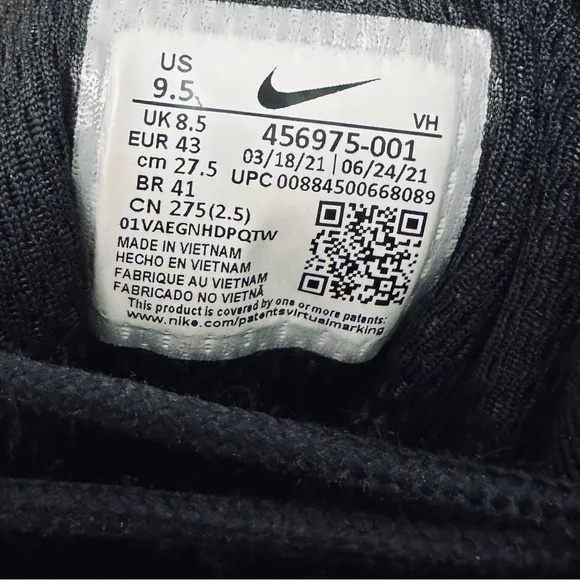 US
9.5
VH
UK 8.5
EUR 43
cm 27.5
BR 41
CN 275(2.5)
456975-001
03/18/21 | 06/24/21
UPC 00884500668089
01VAEGNHDPQTW
MADE IN VIETNAM
HECHO EN VIETNAM
FABRIQUE AU VIETNAM
FABRICADO NO VIETNÃ
This product is covered by one or more patents:
www.nike.com/patentsvirtualmarking